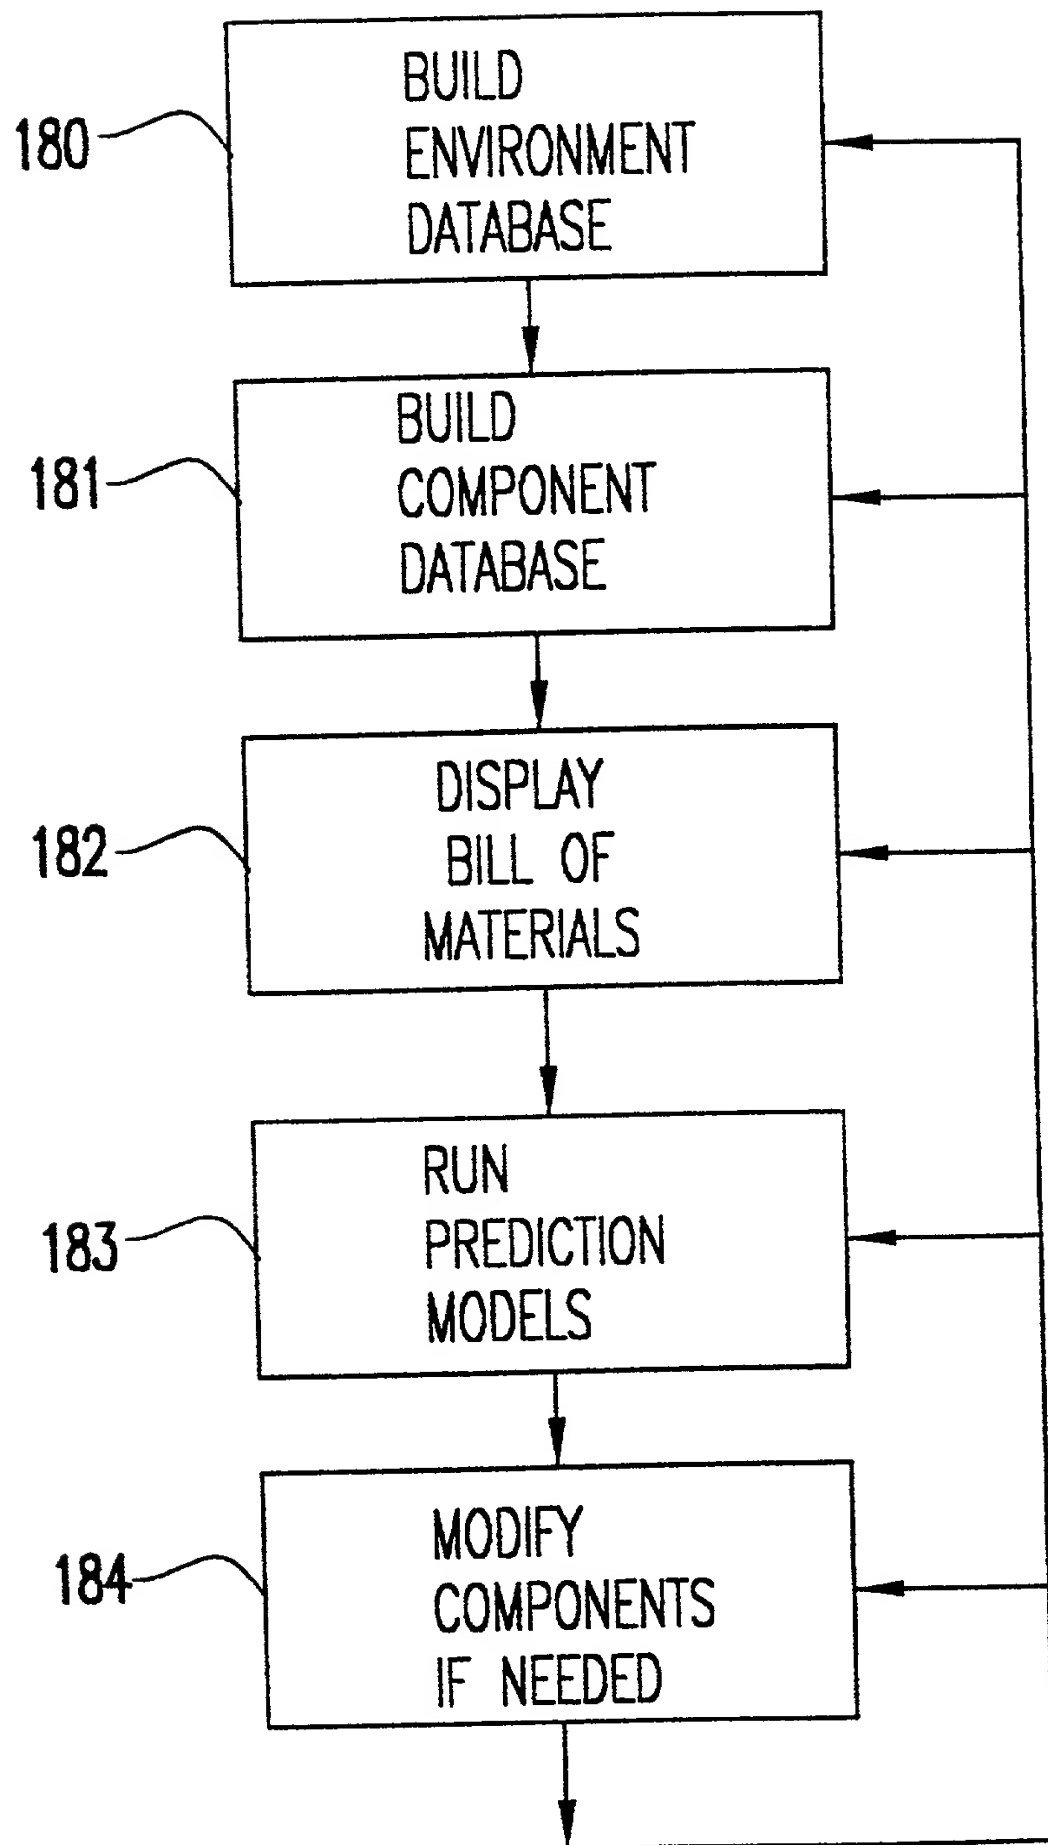 180
BUILD
ENVIRONMENT
DATABASE
181
BUILD
COMPONENT
DATABASE
182
DISPLAY
BILL OF
MATERIALS
183
RUN
PREDICTION
MODELS
184
MODIFY
COMPONENTS
IF NEEDED